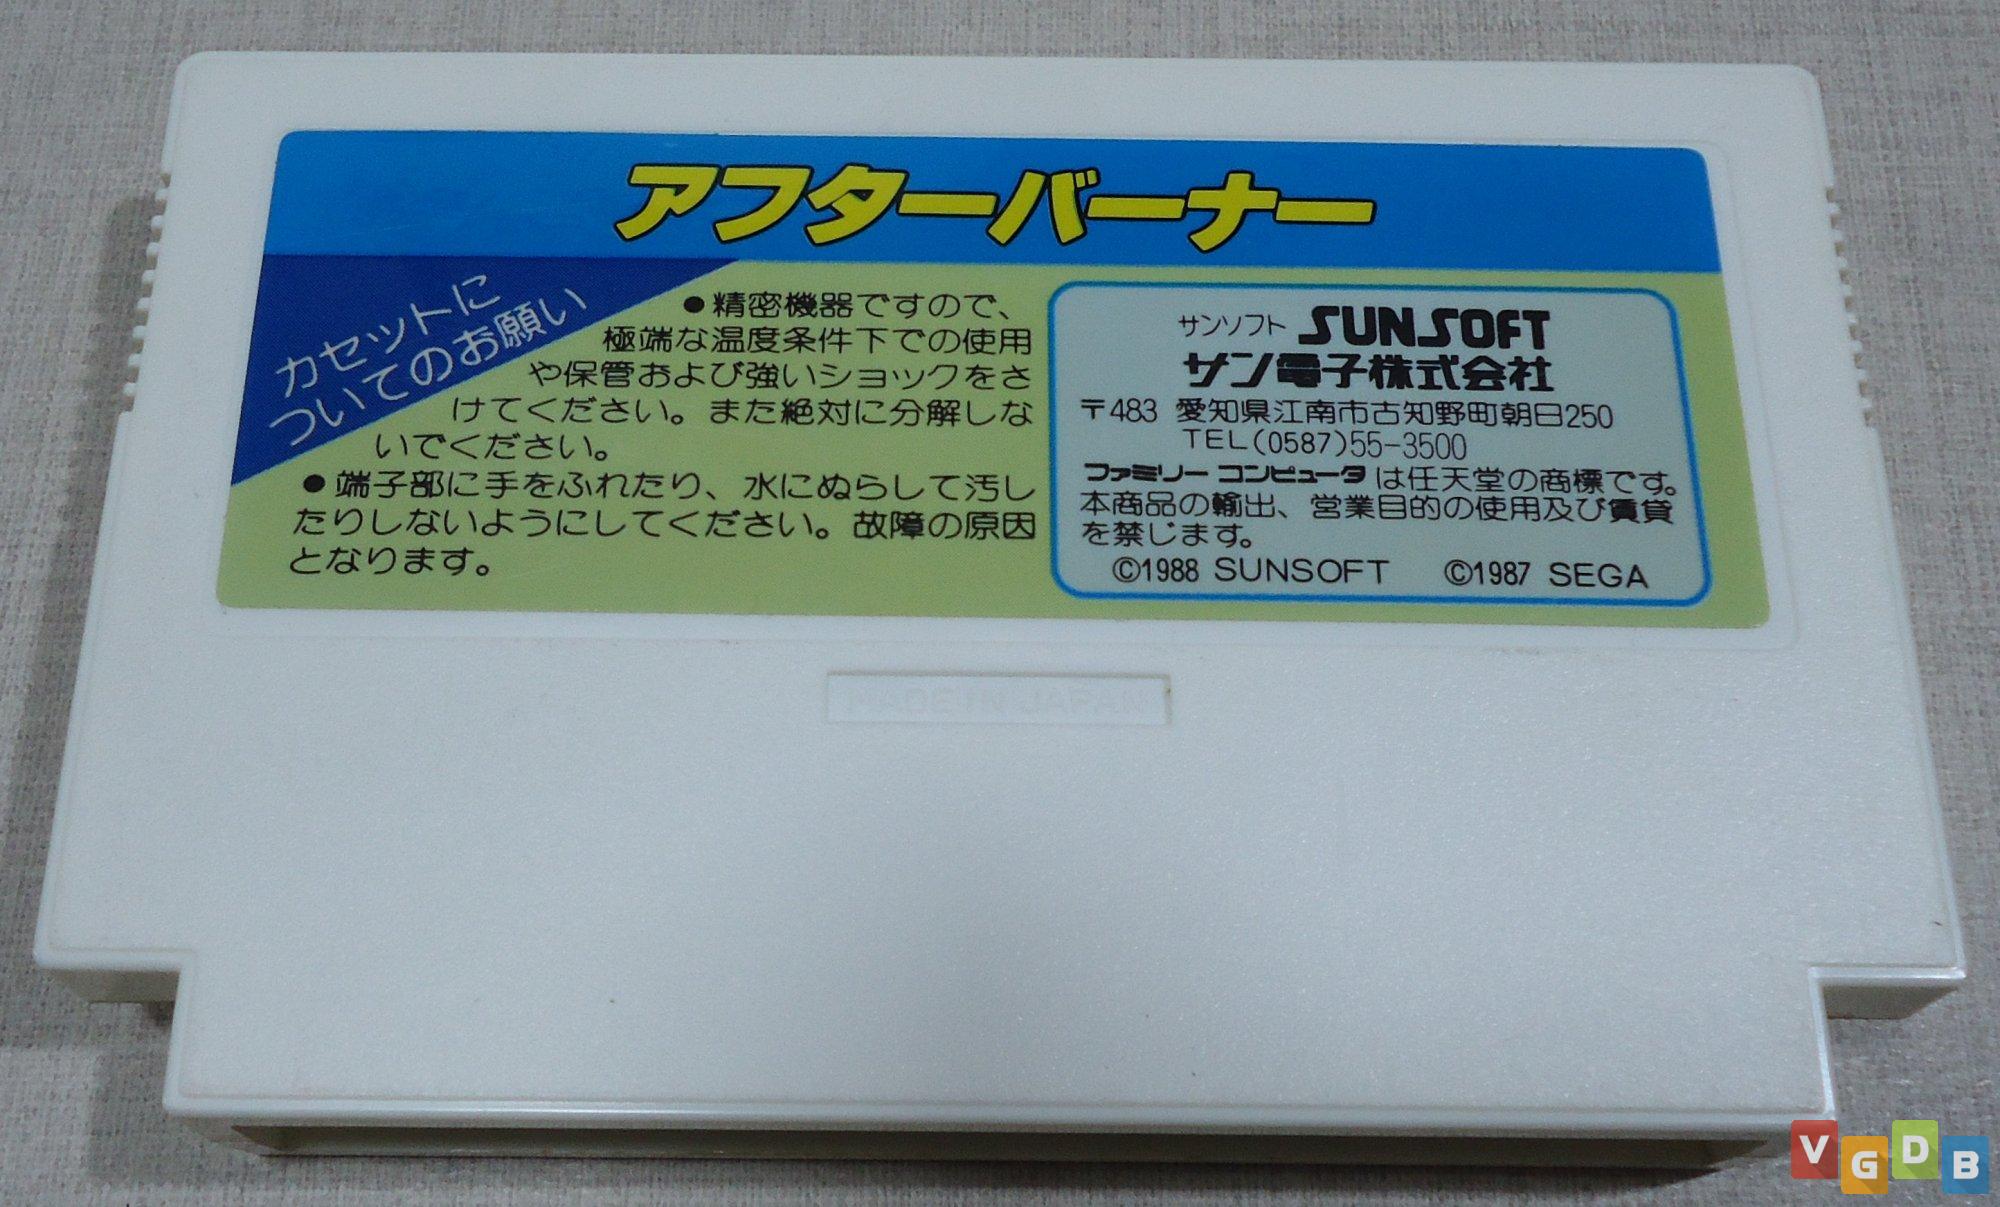 アフターバーナー
カセットに
ついてのお願い
●精密機器ですので、
極端な温度条件下での使用
や保管および強いショックをさ
けてください。また絶対に分解しな
いでください。
●端子部に手をふれたり、水にぬらして汚し
たりしないようにしてください。故障の原因
となります。
サンソフト SUNSOFT
サン電子株式会社
〒483 愛知県江南市古知野町朝日250
TEL(0587)55-3500
ファミリー コンピュータは任天堂の商標です。
本商品の輸出、営業目的の使用及び賃貸
を禁じます。
©1988 SUNSOFT ©1987 SEGA
MADE IN JAPAN
VGDB